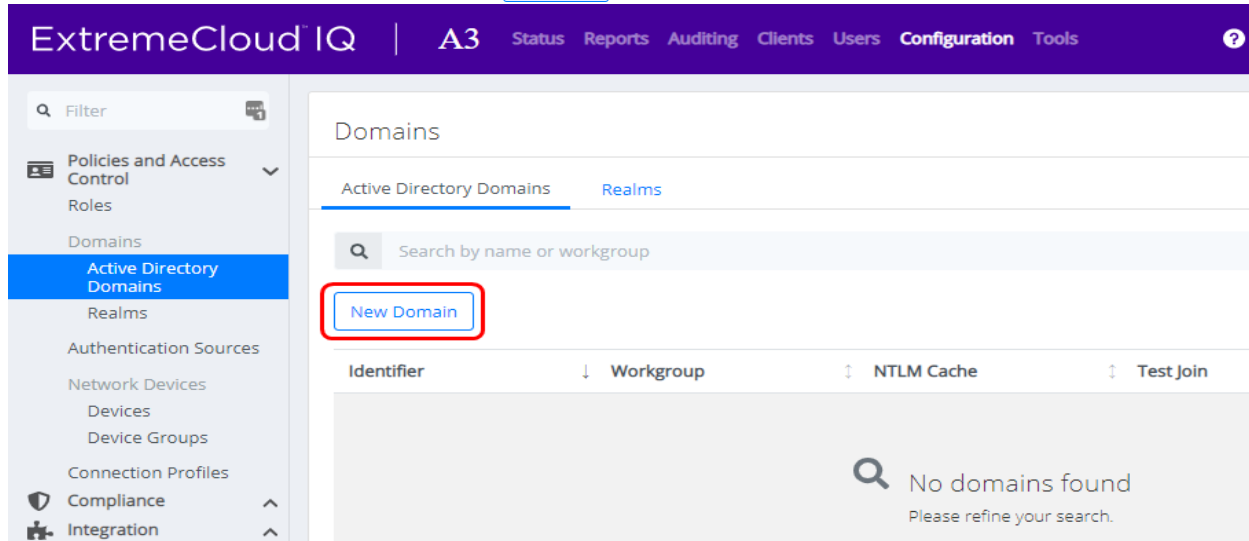 ExtremeCloud™ IQ | A3 Status Reports Auditing Clients Users Configuration Tools ?
Filter
Policies and Access
Control
Roles
Domains
Active Directory
Domains
Realms
Authentication Sources
Network Devices
Devices
Device Groups
Connection Profiles
Compliance
Integration
Domains
Active Directory Domains Realms
Search by name or workgroup
New Domain
Identifier ↓ Workgroup NTLM Cache Test Join
No domains found
Please refine your search.